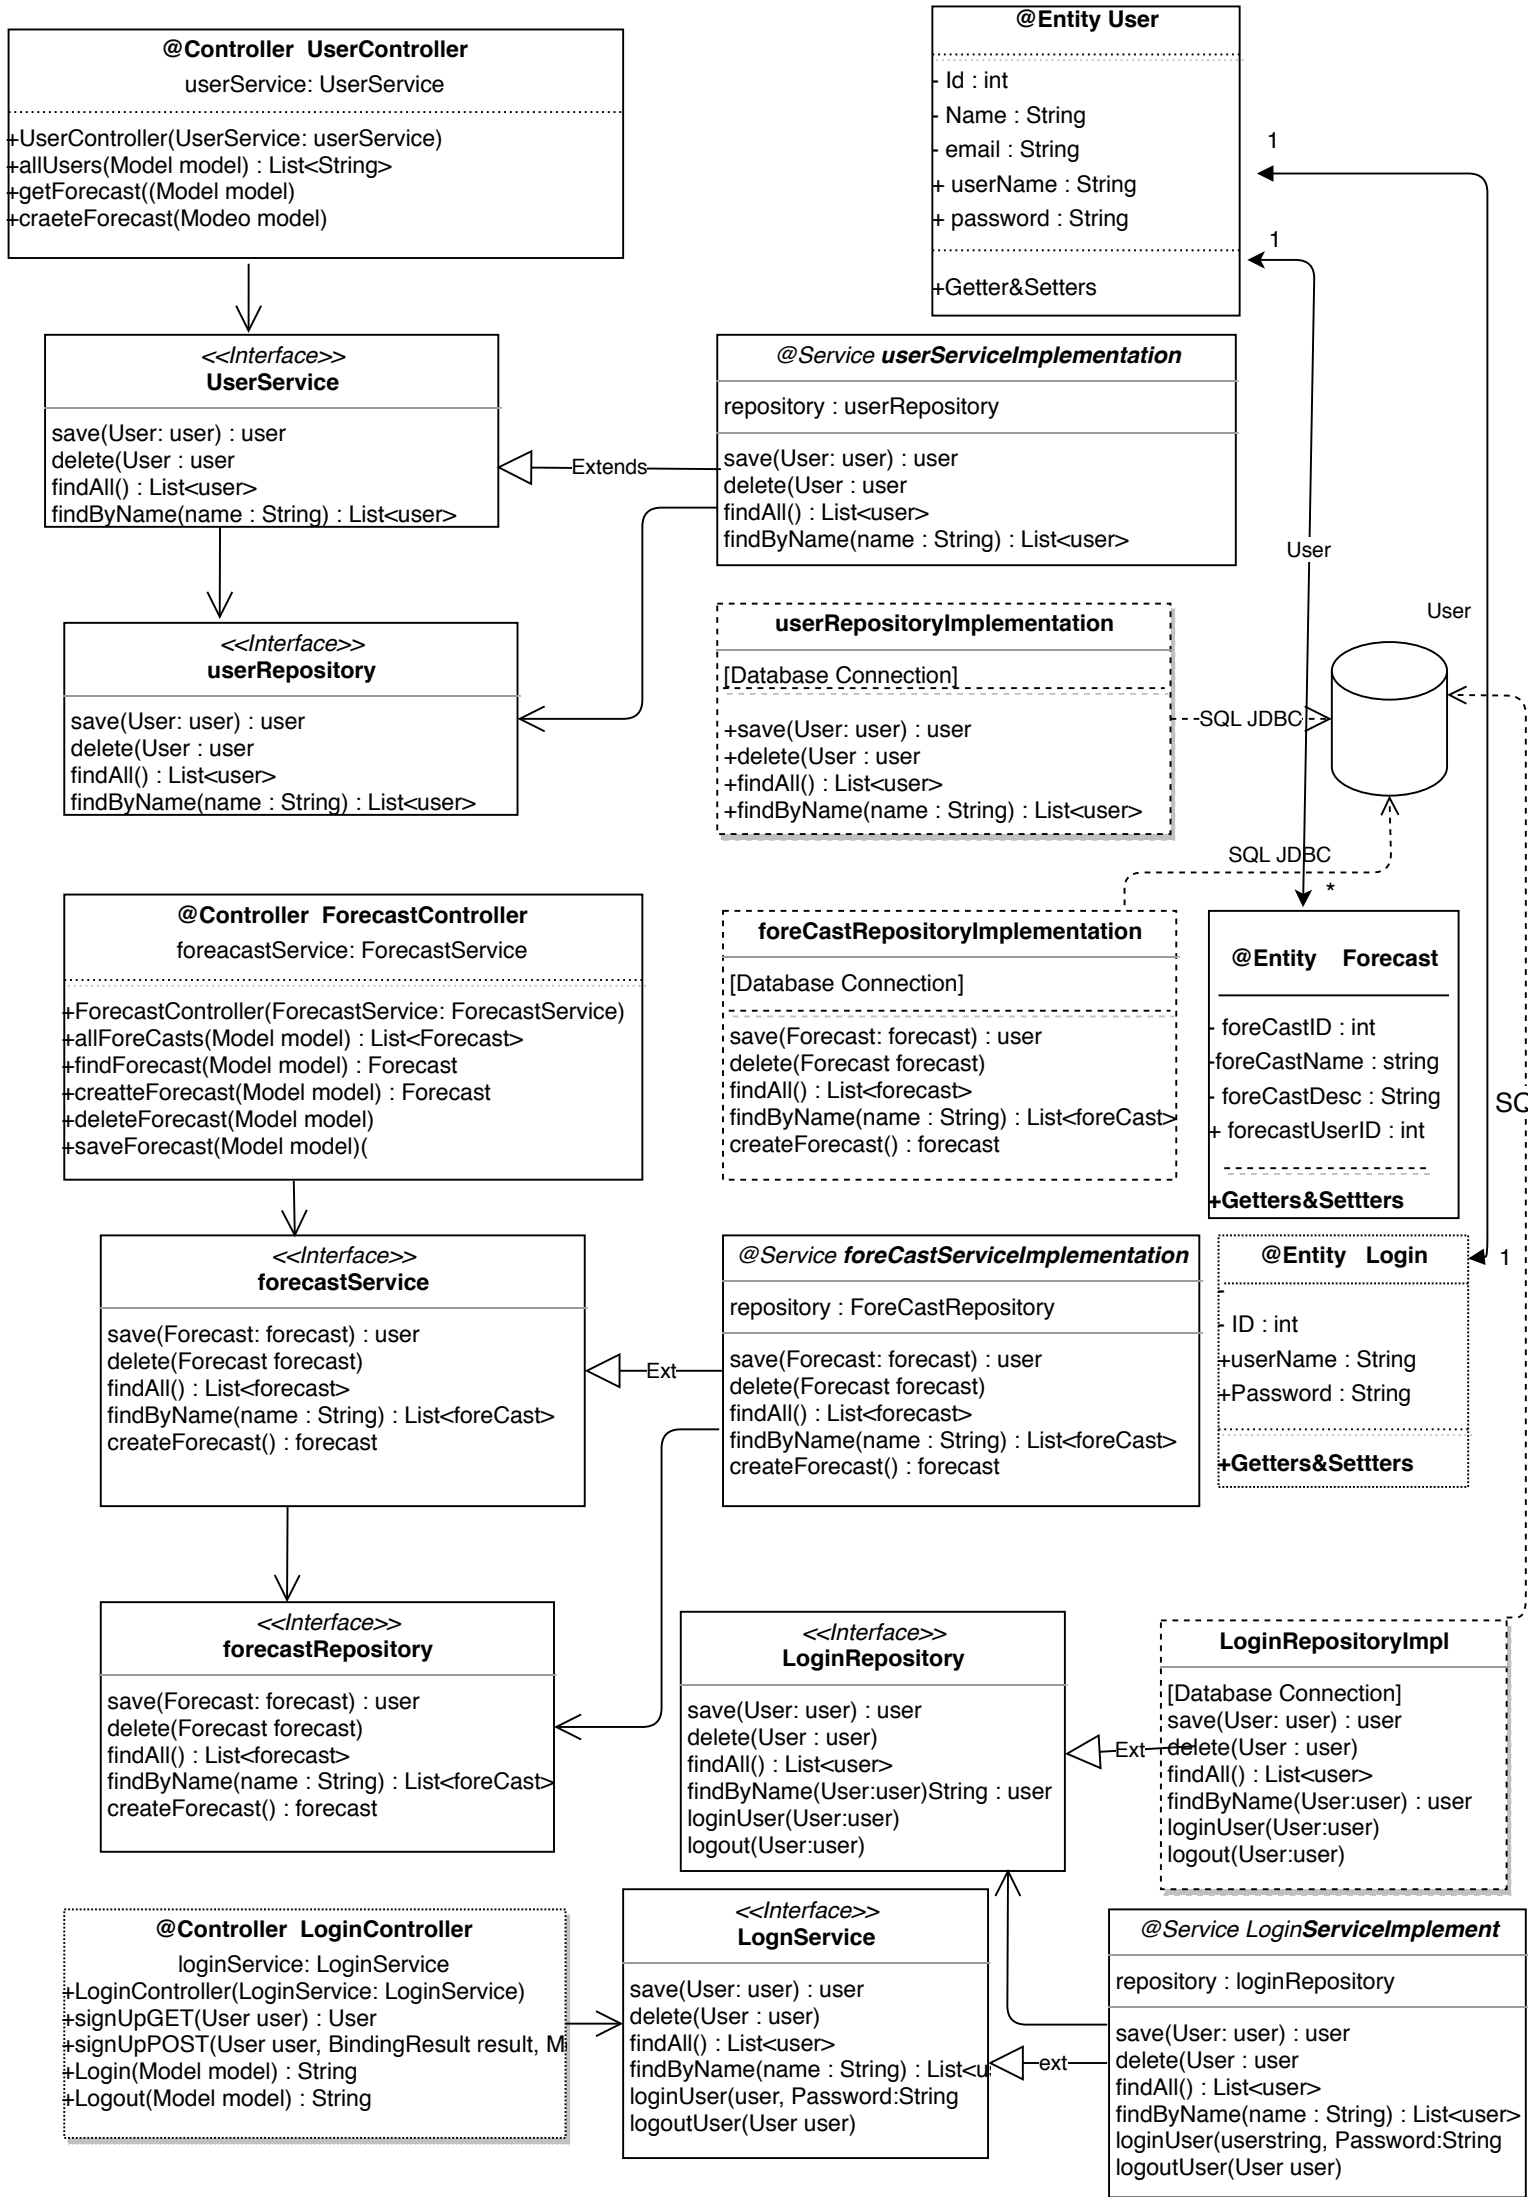 @Controller  UserController
userService: UserService
+UserController(UserService: userService)
+allUsers(Model model) : List<String>
+getForecast((Model model)
+craeteForecast(Modeo model)
@Entity User
- Id : int
- Name : String
- email : String
+ userName : String
+ password : String
+Getter&Setters
1
1
<<Interface>>
UserService
save(User: user) : user
delete(User : user
findAll() : List<user>
findByName(name : String) : List<user>
Extends
@Service userServiceImplementation
repository : userRepository
save(User: user) : user
delete(User : user
findAll() : List<user>
findByName(name : String) : List<user>
User
User
<<Interface>>
userRepository
save(User: user) : user
delete(User : user
findAll() : List<user>
findByName(name : String) : List<user>
userRepositoryImplementation
[Database Connection]
+save(User: user) : user
+delete(User : user
+findAll() : List<user>
+findByName(name : String) : List<user>
SQL JDBC
SQL JDBC
*
@Controller  ForecastController
foreacastService: ForecastService
+ForecastController(ForecastService: ForecastService)
+allForeCasts(Model model) : List<Forecast>
+findForecast(Model model) : Forecast
+creatteForecast(Model model) : Forecast
+deleteForecast(Model model)
+saveForecast(Model model)(
foreCastRepositoryImplementation
[Database Connection]
save(Forecast: forecast) : user
delete(Forecast forecast)
findAll() : List<forecast>
findByName(name : String) : List<foreCast>
createForecast() : forecast
@Entity   Forecast
- foreCastID : int
-foreCastName : string
- foreCastDesc : String
+ forecastUserID : int
+Getters&Settters
SQ
<<Interface>>
forecastService
save(Forecast: forecast) : user
delete(Forecast forecast)
findAll() : List<forecast>
findByName(name : String) : List<foreCast>
createForecast() : forecast
Ext
@Service foreCastServiceImplementation
repository : ForeCastRepository
save(Forecast: forecast) : user
delete(Forecast forecast)
findAll() : List<forecast>
findByName(name : String) : List<foreCast>
createForecast() : forecast
@Entity   Login
1
-
- ID : int
+userName : String
+Password : String
+Getters&Settters
<<Interface>>
forecastRepository
save(Forecast: forecast) : user
delete(Forecast forecast)
findAll() : List<forecast>
findByName(name : String) : List<foreCast>
createForecast() : forecast
<<Interface>>
LoginRepository
save(User: user) : user
delete(User : user)
findAll() : List<user>
findByName(User:user)String : user
loginUser(User:user)
logout(User:user)
Ext
LoginRepositoryImpl
[Database Connection]
save(User: user) : user
delete(User : user)
findAll() : List<user>
findByName(User:user) : user
loginUser(User:user)
logout(User:user)
@Controller  LoginController
loginService: LoginService
+LoginController(LoginService: LoginService)
+signUpGET(User user) : User
+signUpPOST(User user, BindingResult result, M
+Login(Model model) : String
+Logout(Model model) : String
<<Interface>>
LognService
save(User: user) : user
delete(User : user)
findAll() : List<user>
findByName(name : String) : List<u
loginUser(user, Password:String
logoutUser(User user)
ext
@Service LoginServiceImplement
repository : loginRepository
save(User: user) : user
delete(User : user
findAll() : List<user>
findByName(name : String) : List<user>
loginUser(userstring, Password:String
logoutUser(User user)